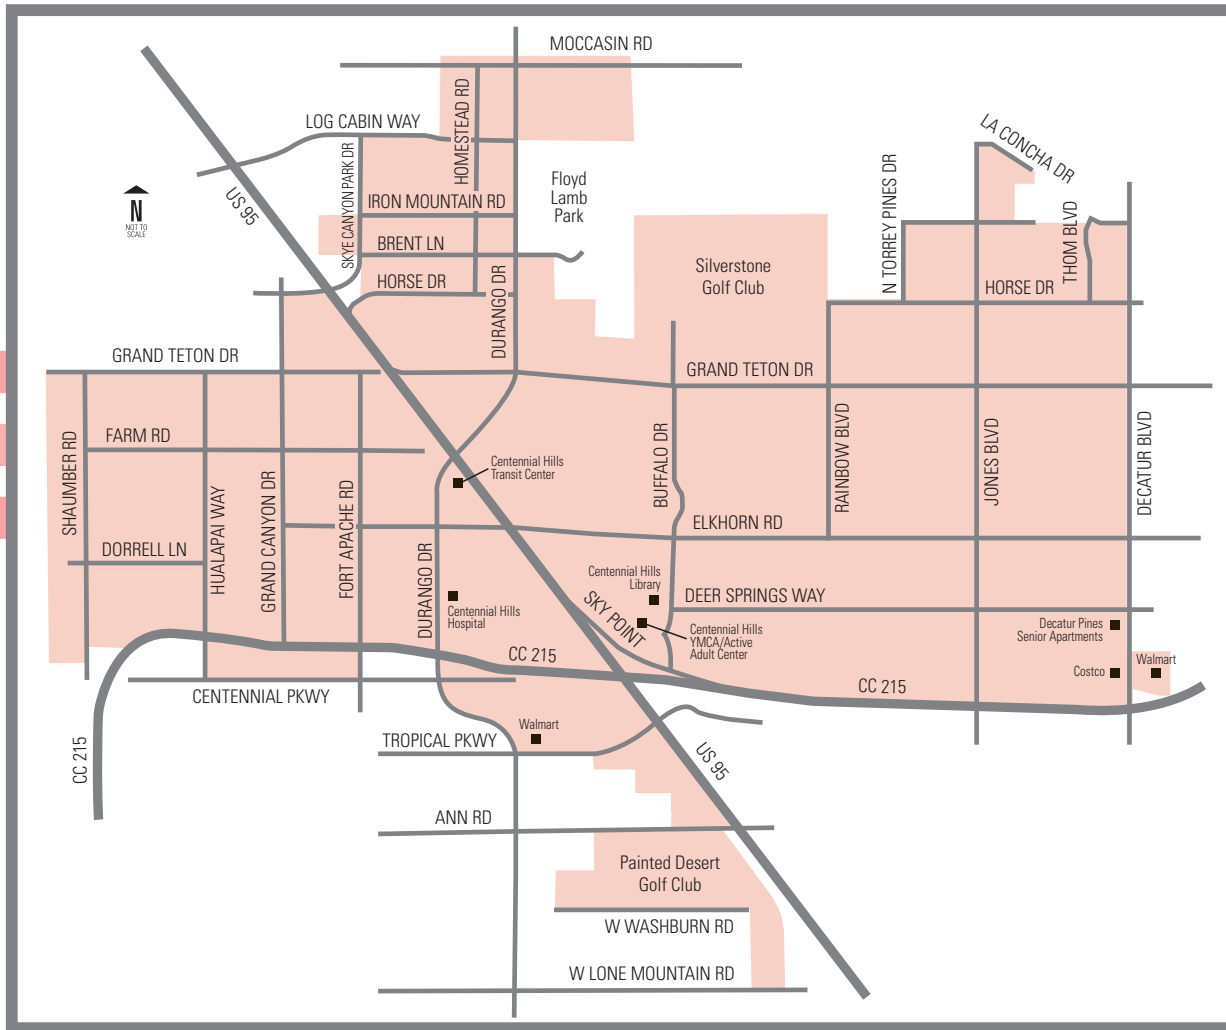 MOCCASIN RD
HOMESTEAD RD
LOG CABIN WAY
LA CONCHA DR
SKYE CANYON PARK DR
N TORREY PINES DR
Floyd
Lamb
Park
US 95
N
NOT TO
SCALE
IRON MOUNTAIN RD
THOM BLVD
BRENT LN
Silverstone
Golf Club
HORSE DR
HORSE DR
DURANGO DR
GRAND TETON DR
GRAND TETON DR
FARM RD
SHAUMBER RD
HUALAPAI WAY
GRAND CANYON DR
FORT APACHE RD
Centennial Hills
Transit Center
BUFFALO DR
RAINBOW BLVD
JONES BLVD
DECATUR BLVD
ELKHORN RD
DORRELL LN
DURANGO DR
Centennial Hills
Library
SKY POINT
DEER SPRINGS WAY
Centennial Hills
Hospital
Centennial Hills
YMCA/Active
Adult Center
Decatur Pines
Senior Apartments
CC 215
Walmart
Costco
CC 215
CENTENNIAL PKWY
CC 215
Walmart
TROPICAL PKWY
US 95
ANN RD
Painted Desert
Golf Club
W WASHBURN RD
W LONE MOUNTAIN RD